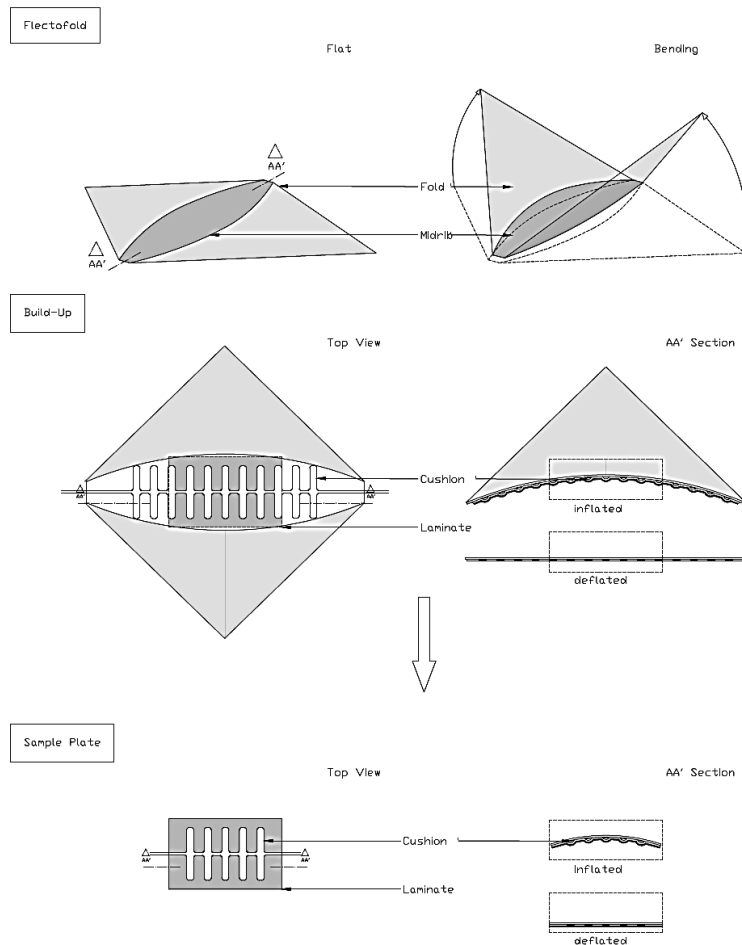 Flectofold
Flat
Bending
AA'
Fold
Midrib
AA'
Build-Up
Top View
AA' Section
Cushion
AA'
AA'
inflated
Laminate
deflated
Sample Plate
Top View
AA' Section
Cushion
AA'
AA'
Inflated
Laminate
deflated